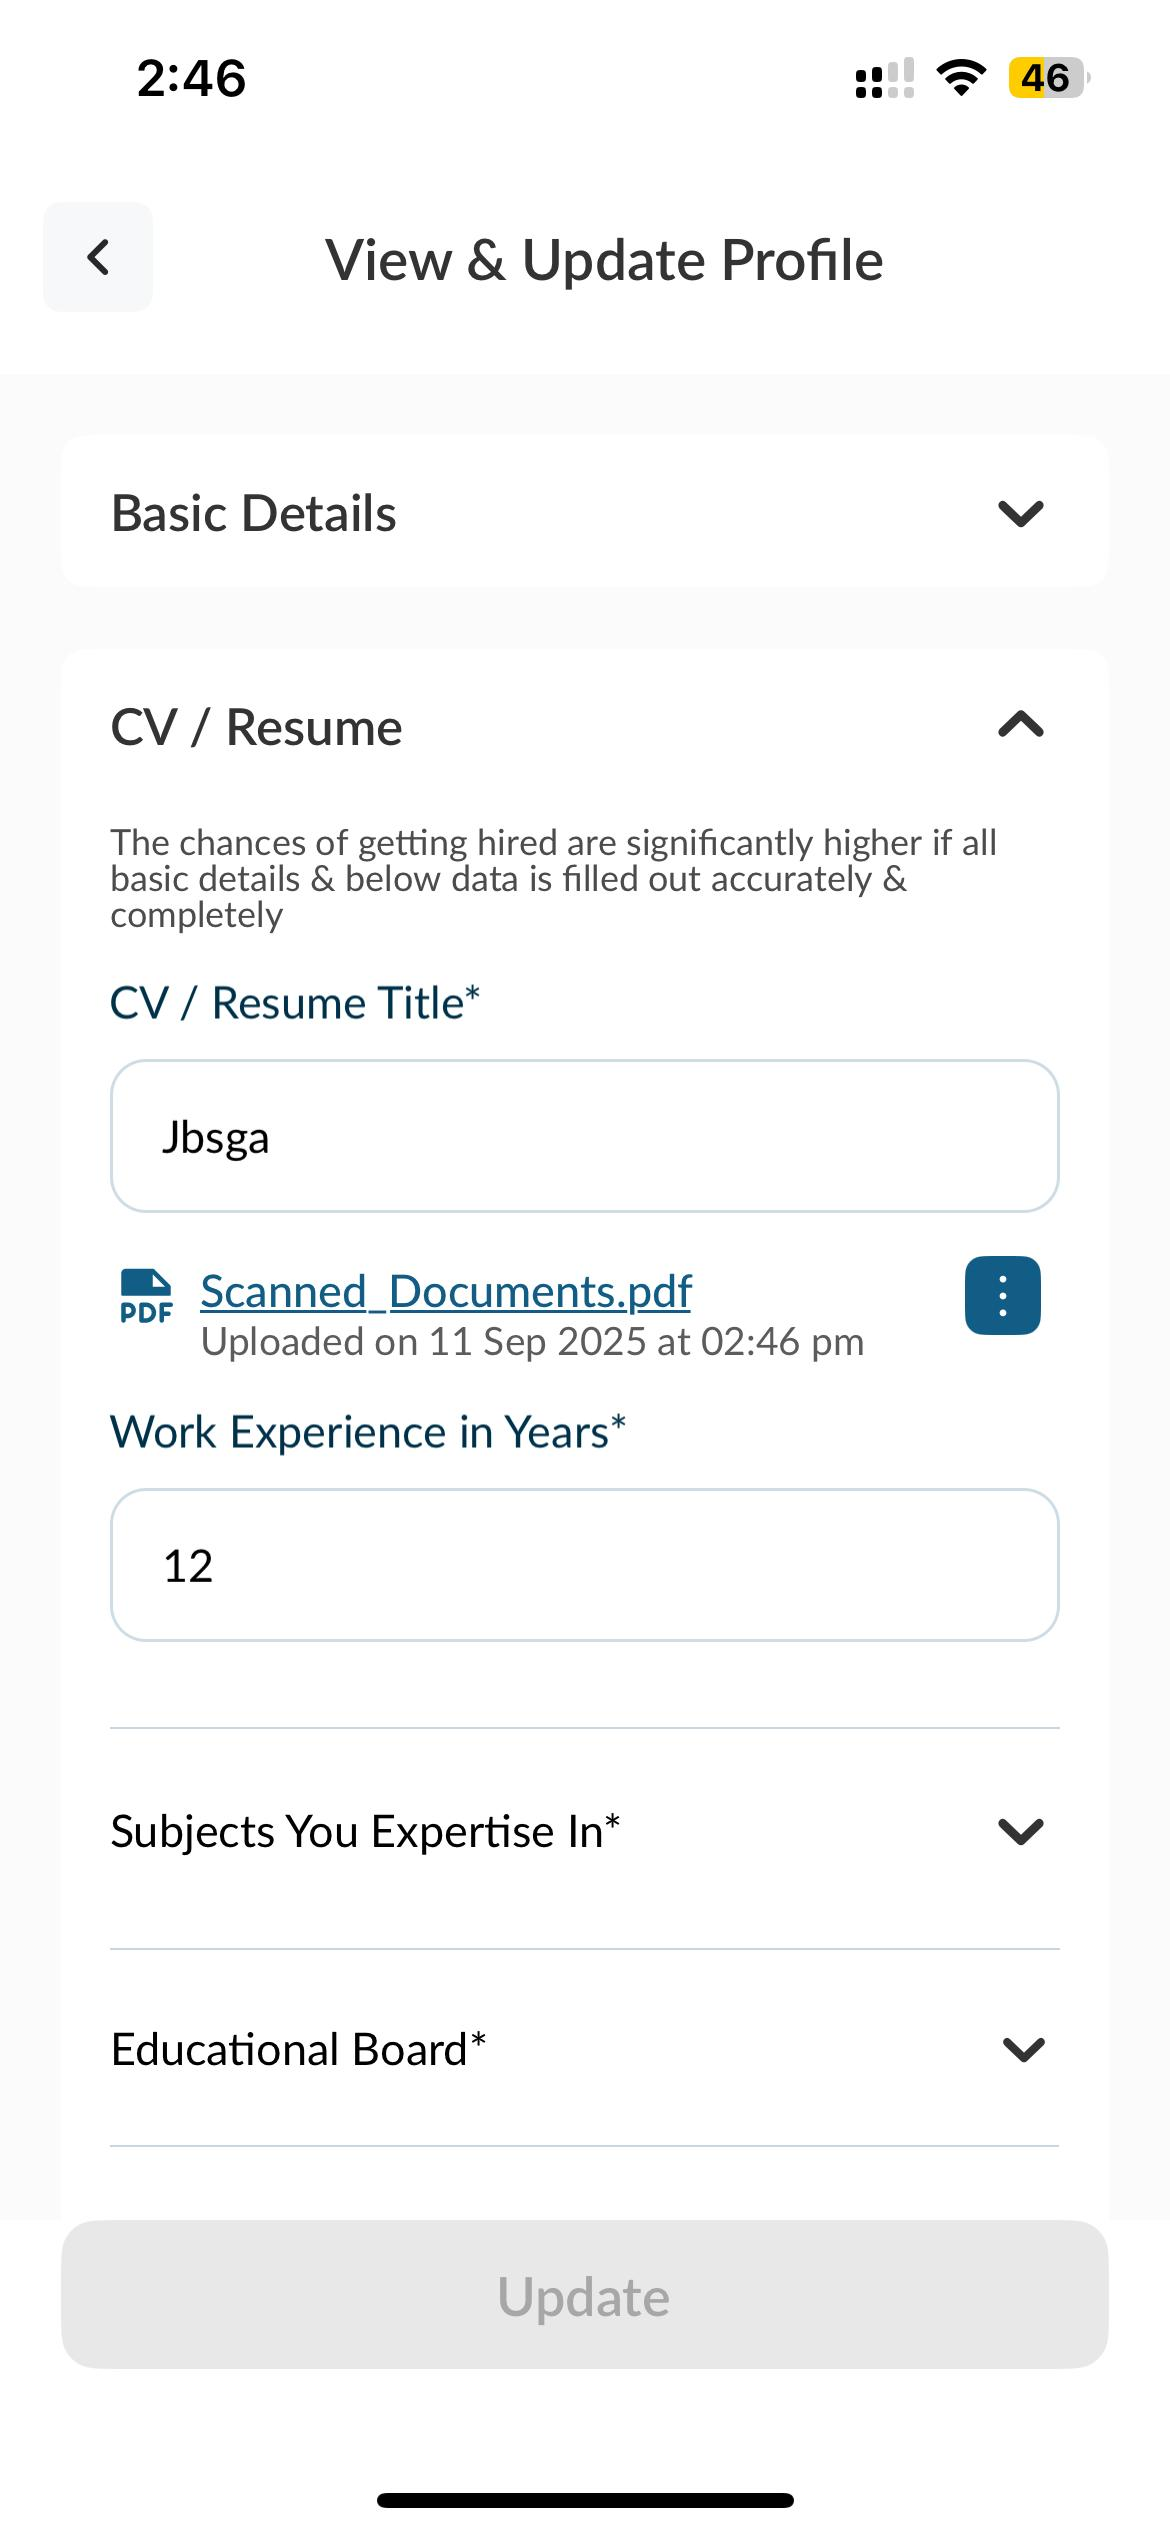 2:46
46
View & Update Profile
Basic Details
CV / Resume
The chances of getting hired are significantly higher if all
basic details & below data is filled out accurately &
completely
CV / Resume Title*
Jbsga
PDF
Scanned_Documents.pdf
Uploaded on 11 Sep 2025 at 02:46 pm
Work Experience in Years*
12
Subjects You Expertise In*
Educational Board*
Update